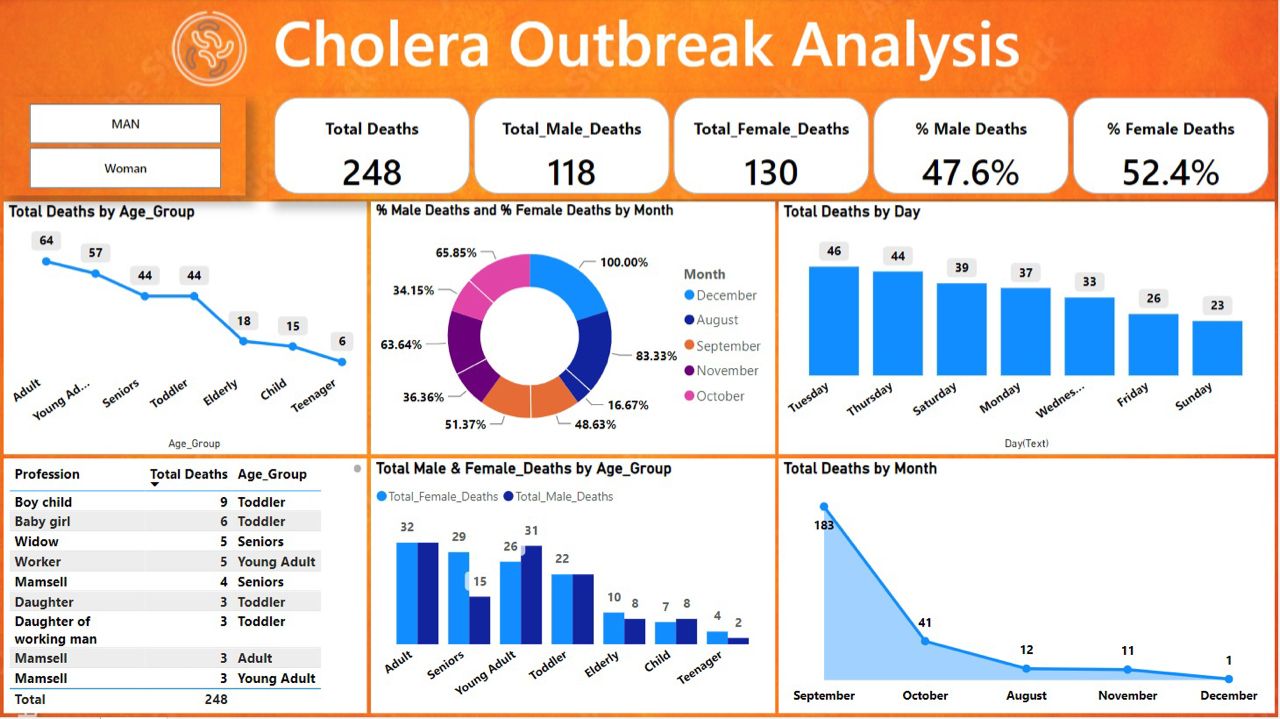 Cholera Outbreak Analysis
MAN
Woman
Total Deaths
248
Total_Male_Deaths
118
Total_Female_Deaths
130
% Male Deaths
47.6%
% Female Deaths
52.4%
Total Deaths by Age_Group
64
57
44
44
18
15
6
Adult
Young Ad...
Seniors
Toddler
Elderly
Child
Teenager
Age_Group
% Male Deaths and % Female Deaths by Month
65.85%
100.00%
34.15%
63.64%
83.33%
36.36%
16.67%
51.37%
48.63%
Month
December
August
September
November
October
Total Deaths by Day
46
44
39
37
33
26
23
Tuesday
Thursday
Saturday
Monday
Wednes...
Friday
Sunday
Day(Text)
Profession Total Deaths Age_Group
Boy child 9 Toddler
Baby girl 6 Toddler
Widow 5 Seniors
Worker 5 Young Adult
Mamsell 4 Seniors
Daughter 3 Toddler
Daughter of 3 Toddler
working man
Mamsell 3 Adult
Mamsell 3 Young Adult
Total 248
Total Male & Female_Deaths by Age_Group
Total_Female_Deaths Total_Male_Deaths
32
29
15
26
31
22
10
8
7
8
4
2
Adult
Seniors
Young Adult
Toddler
Elderly
Child
Teenager
Total Deaths by Month
183
41
12
11
1
September
October
August
November
December